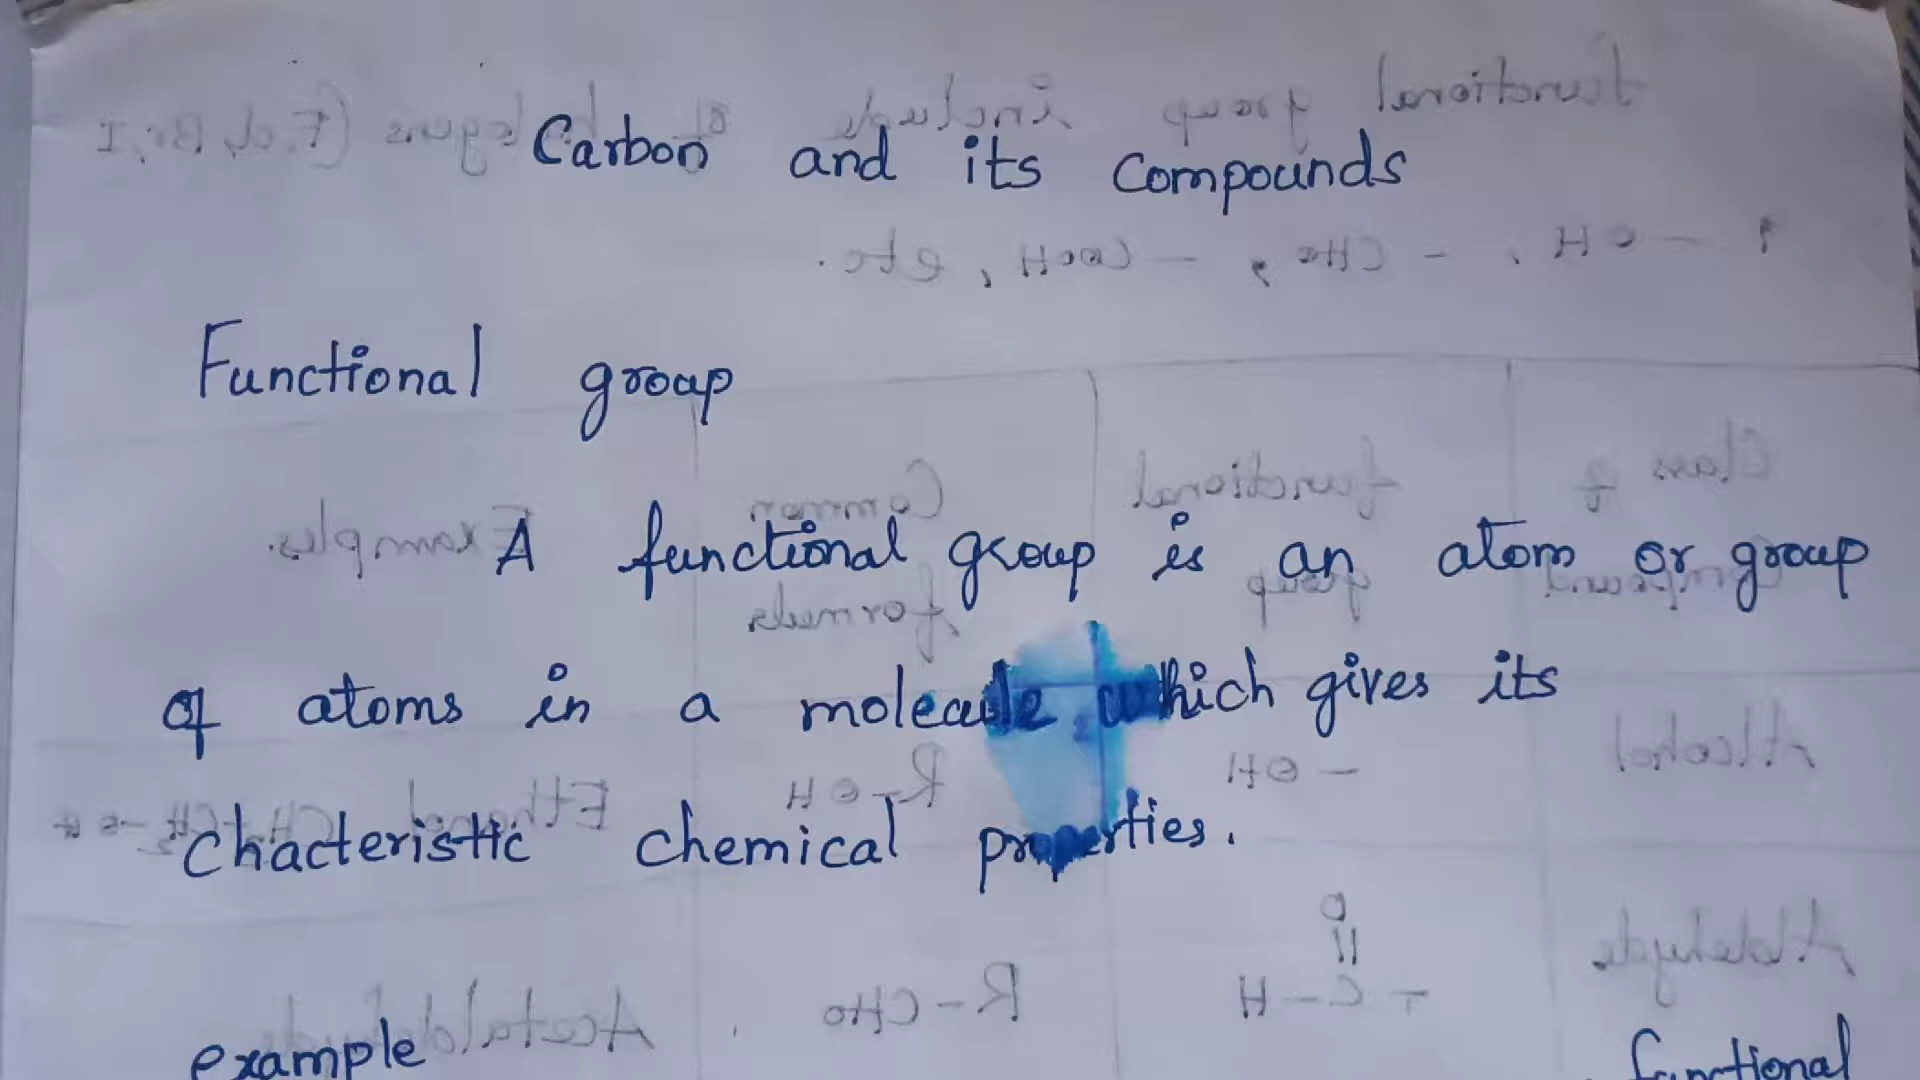 Carbon and its Compounds
Functional group
A functional group is an atom or group
of atoms in a molecule, which gives its
Chacteristic chemical properties.
example functional